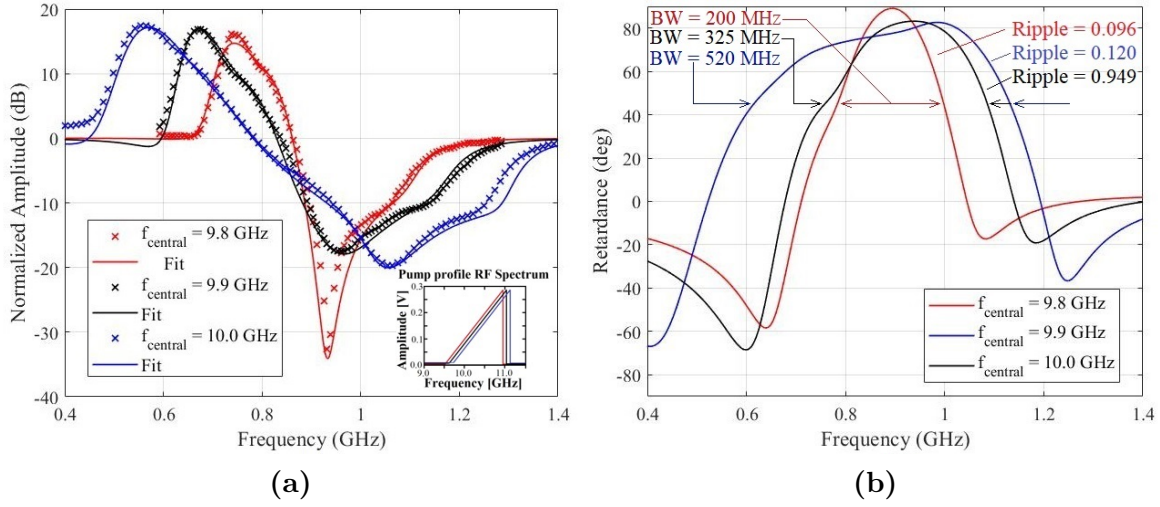 20
10
0
-10
-20
-30
-40
0.4
0.6
0.8
1
1.2
1.4
Normalized Amplitude (dB)
Frequency (GHz)
f_central = 9.8 GHz
Fit
f_central = 9.9 GHz
Fit
f_central = 10.0 GHz
Fit
Pump profile RF Spectrum
Amplitude [V]
0.3
0.2
0.1
0.0
9.0
10.0
11.0
Frequency [GHz]
(a)
80
60
40
20
0
-20
-40
-60
-80
0.4
0.6
0.8
1
1.2
1.4
Retardance (deg)
Frequency (GHz)
BW = 200 MHz
BW = 325 MHz
BW = 520 MHz
Ripple = 0.096
Ripple = 0.120
Ripple = 0.949
f_central = 9.8 GHz
f_central = 9.9 GHz
f_central = 10.0 GHz
(b)